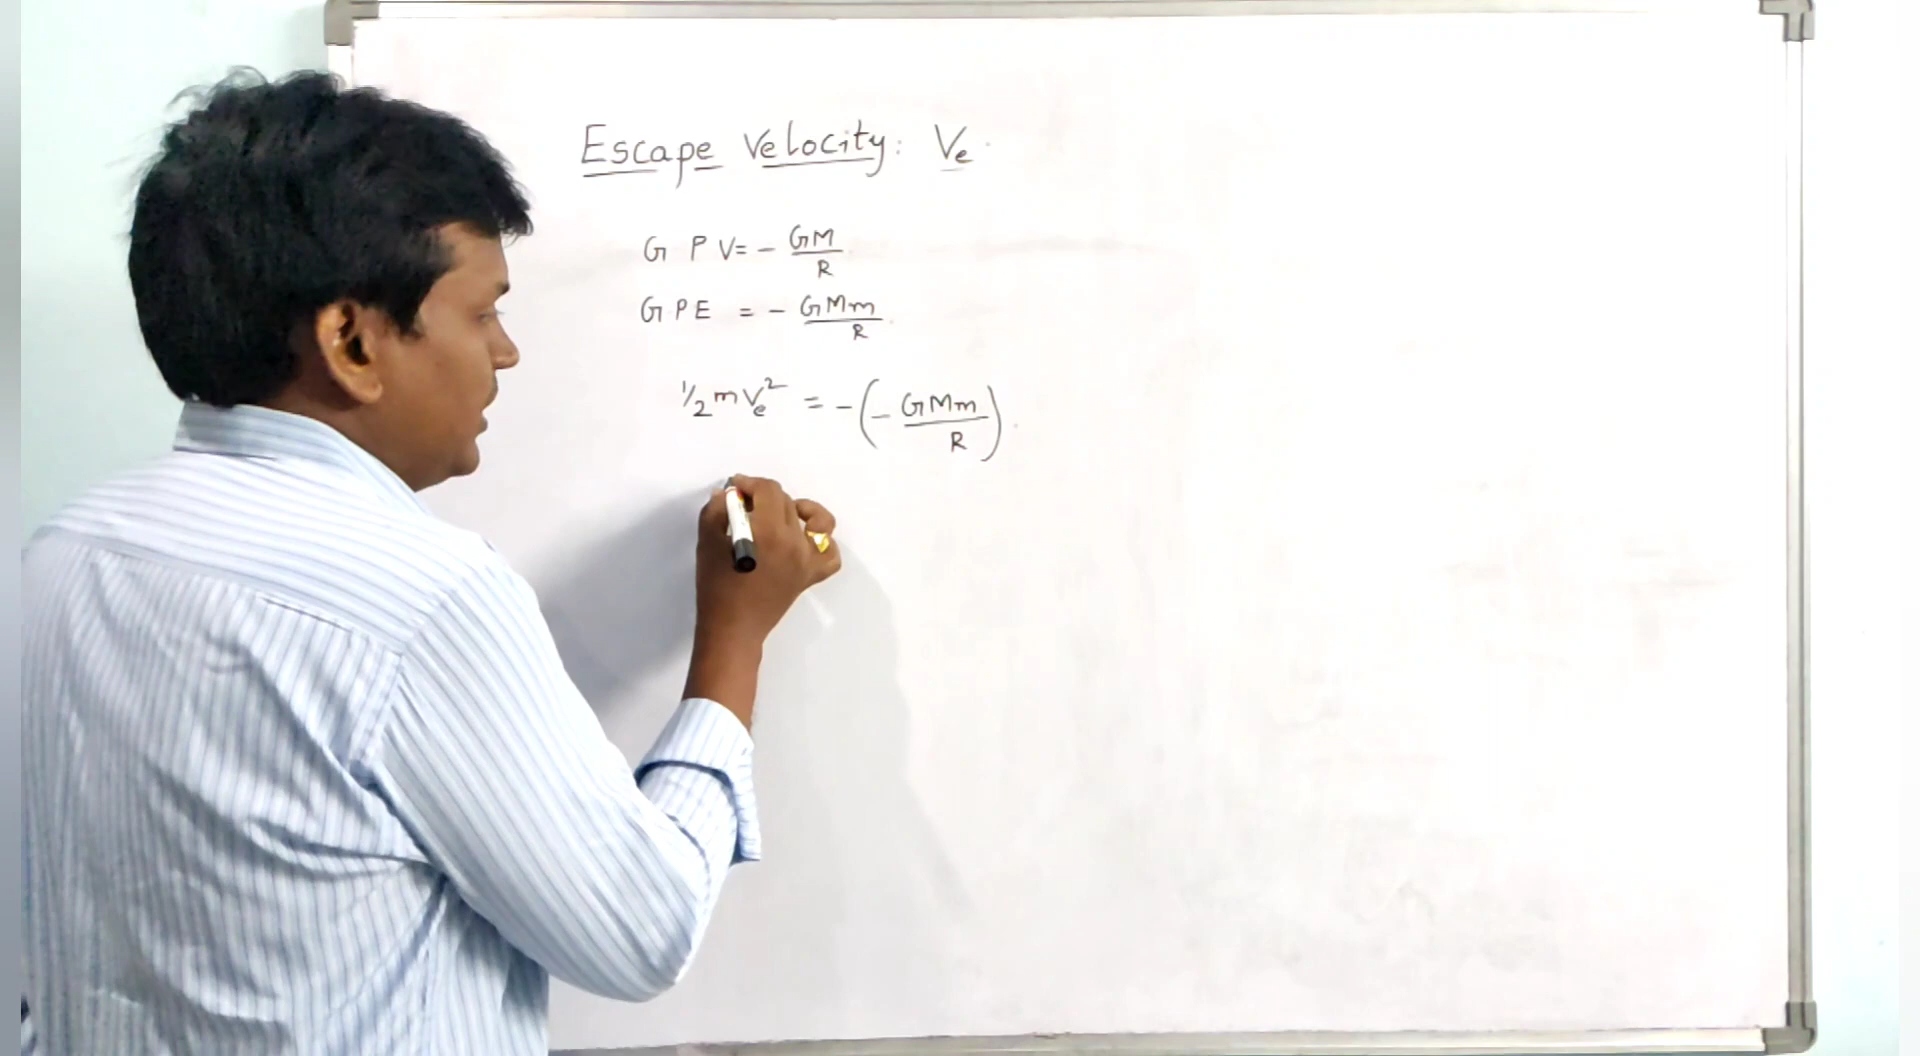 Escape Velocity: Ve
G P V = - GM/R
G P E = - GMm/R
1/2 m Ve² = -(- GMm/R)